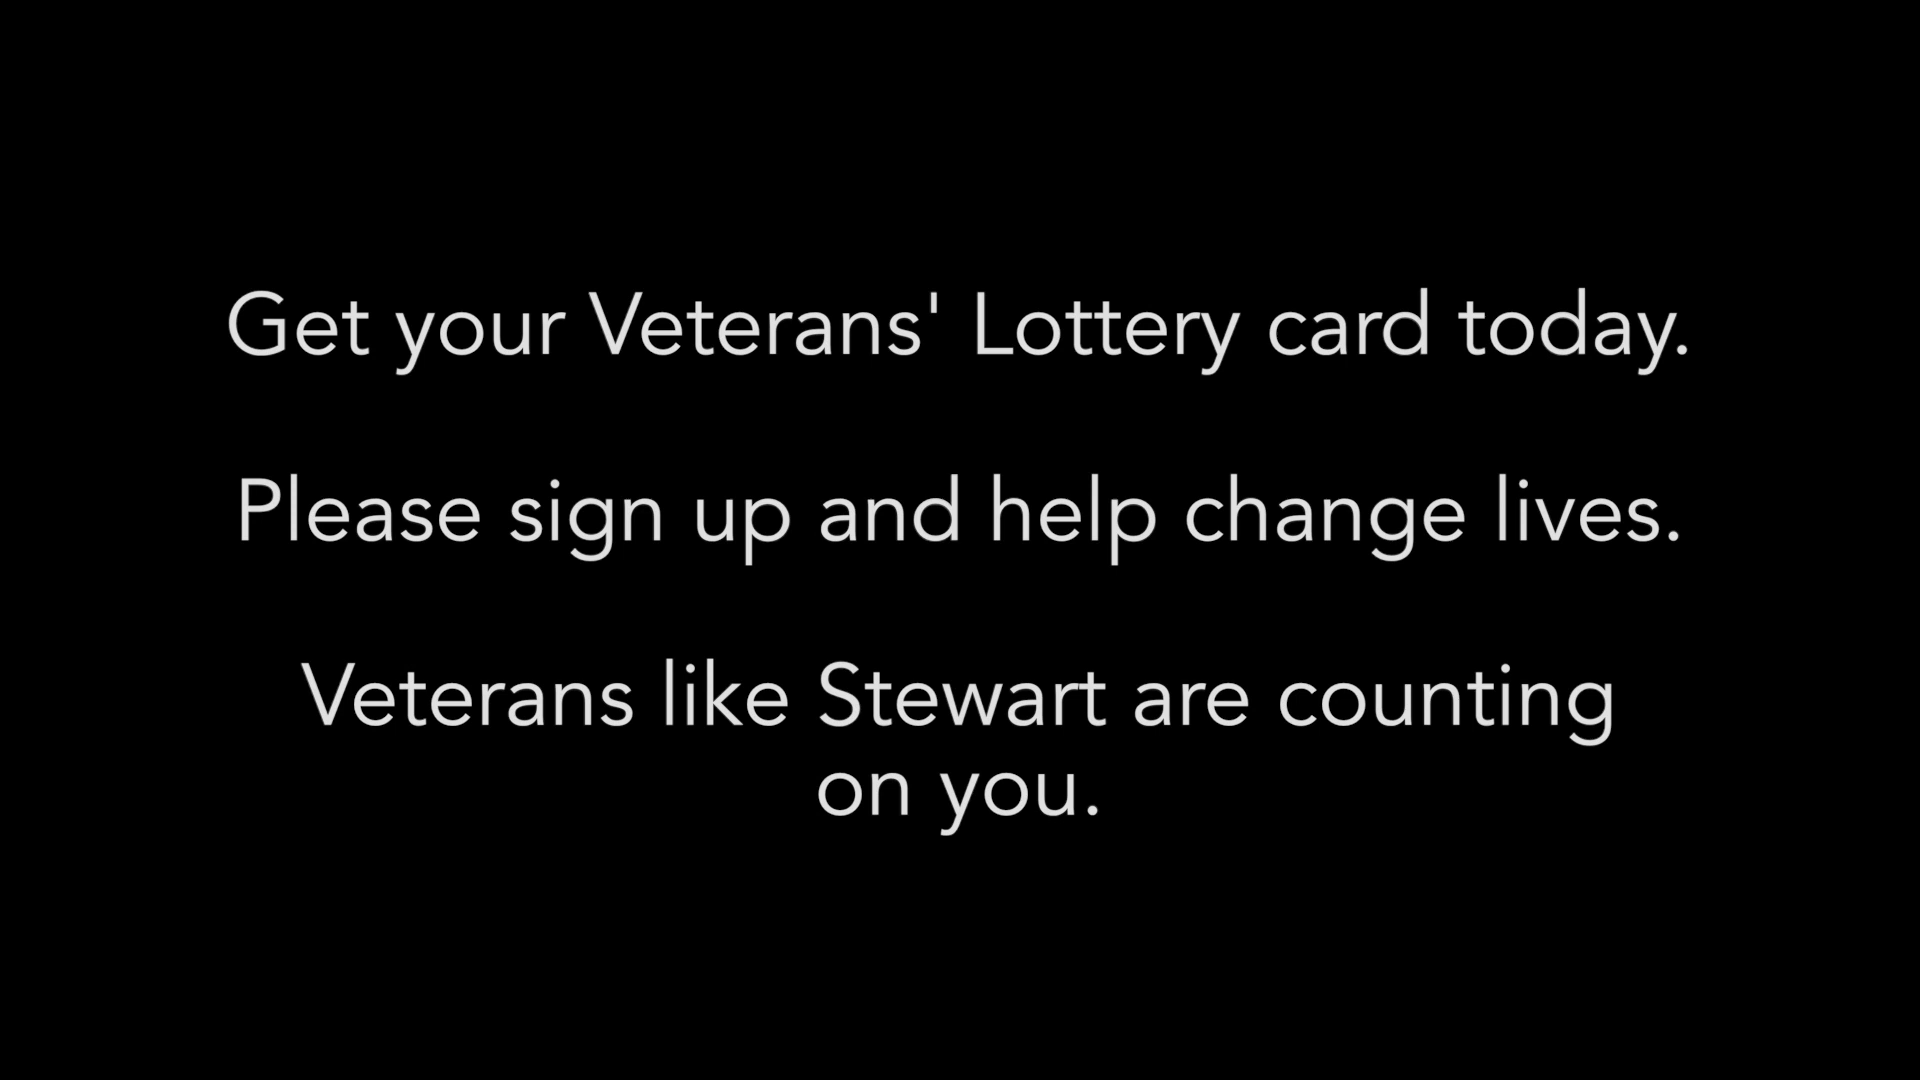 Get your Veterans' Lottery card today.
Please sign up and help change lives.
Veterans like Stewart are counting
on you.